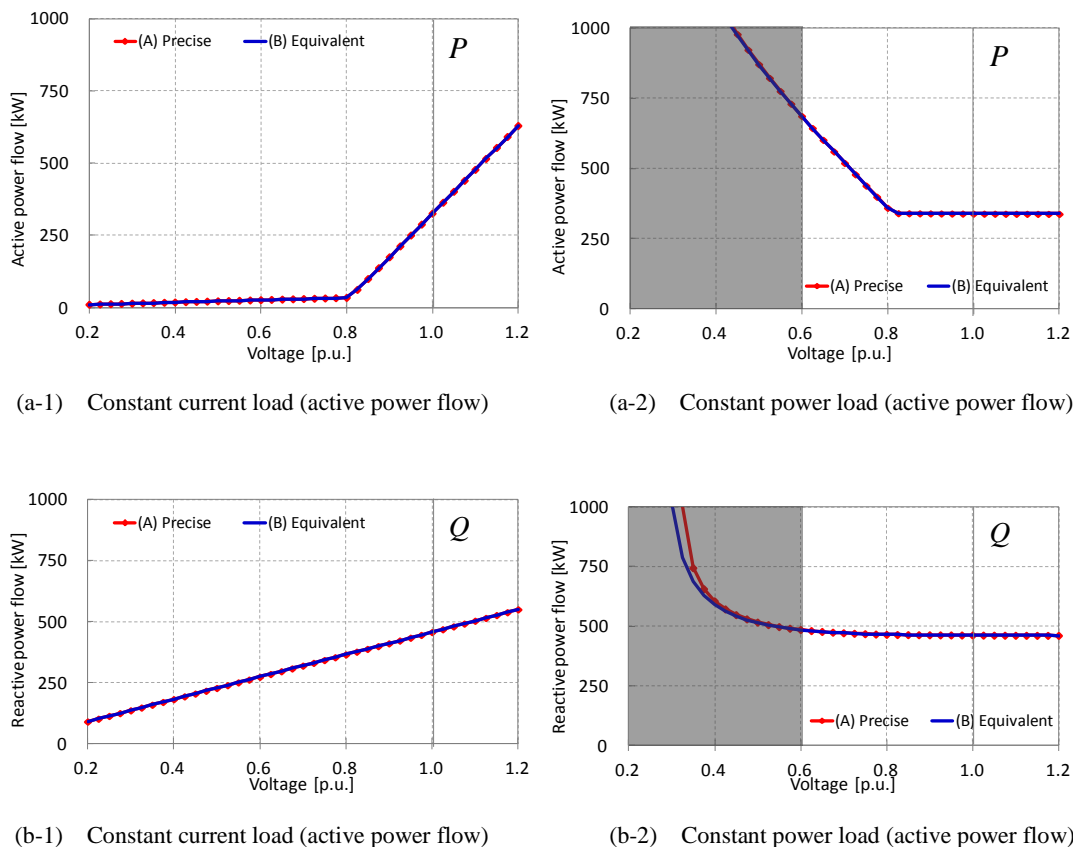 1000
(A) Precise
(B) Equivalent
P
750
500
250
0
Active power flow [kW]
0.2 0.4 0.6 0.8 1.0 1.2
Voltage [p.u.]
(a-1) Constant current load (active power flow)
1000
P
750
500
250
0
Active power flow [kW]
(A) Precise
(B) Equivalent
0.2 0.4 0.6 0.8 1.0 1.2
Voltage [p.u.]
(a-2) Constant power load (active power flow)
1000
(A) Precise
(B) Equivalent
Q
750
500
250
0
Reactive power flow [kW]
0.2 0.4 0.6 0.8 1.0 1.2
Voltage [p.u.]
(b-1) Constant current load (active power flow)
1000
Q
750
500
250
0
Reactive power flow [kW]
(A) Precise
(B) Equivalent
0.2 0.4 0.6 0.8 1.0 1.2
Voltage [p.u.]
(b-2) Constant power load (active power flow)